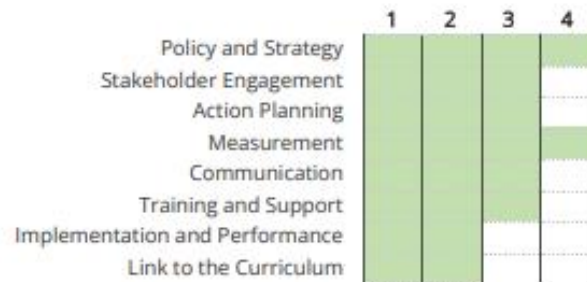 1 2 3 4
Policy and Strategy
Stakeholder Engagement
Action Planning
Measurement
Communication
Training and Support
Implementation and Performance
Link to the Curriculum